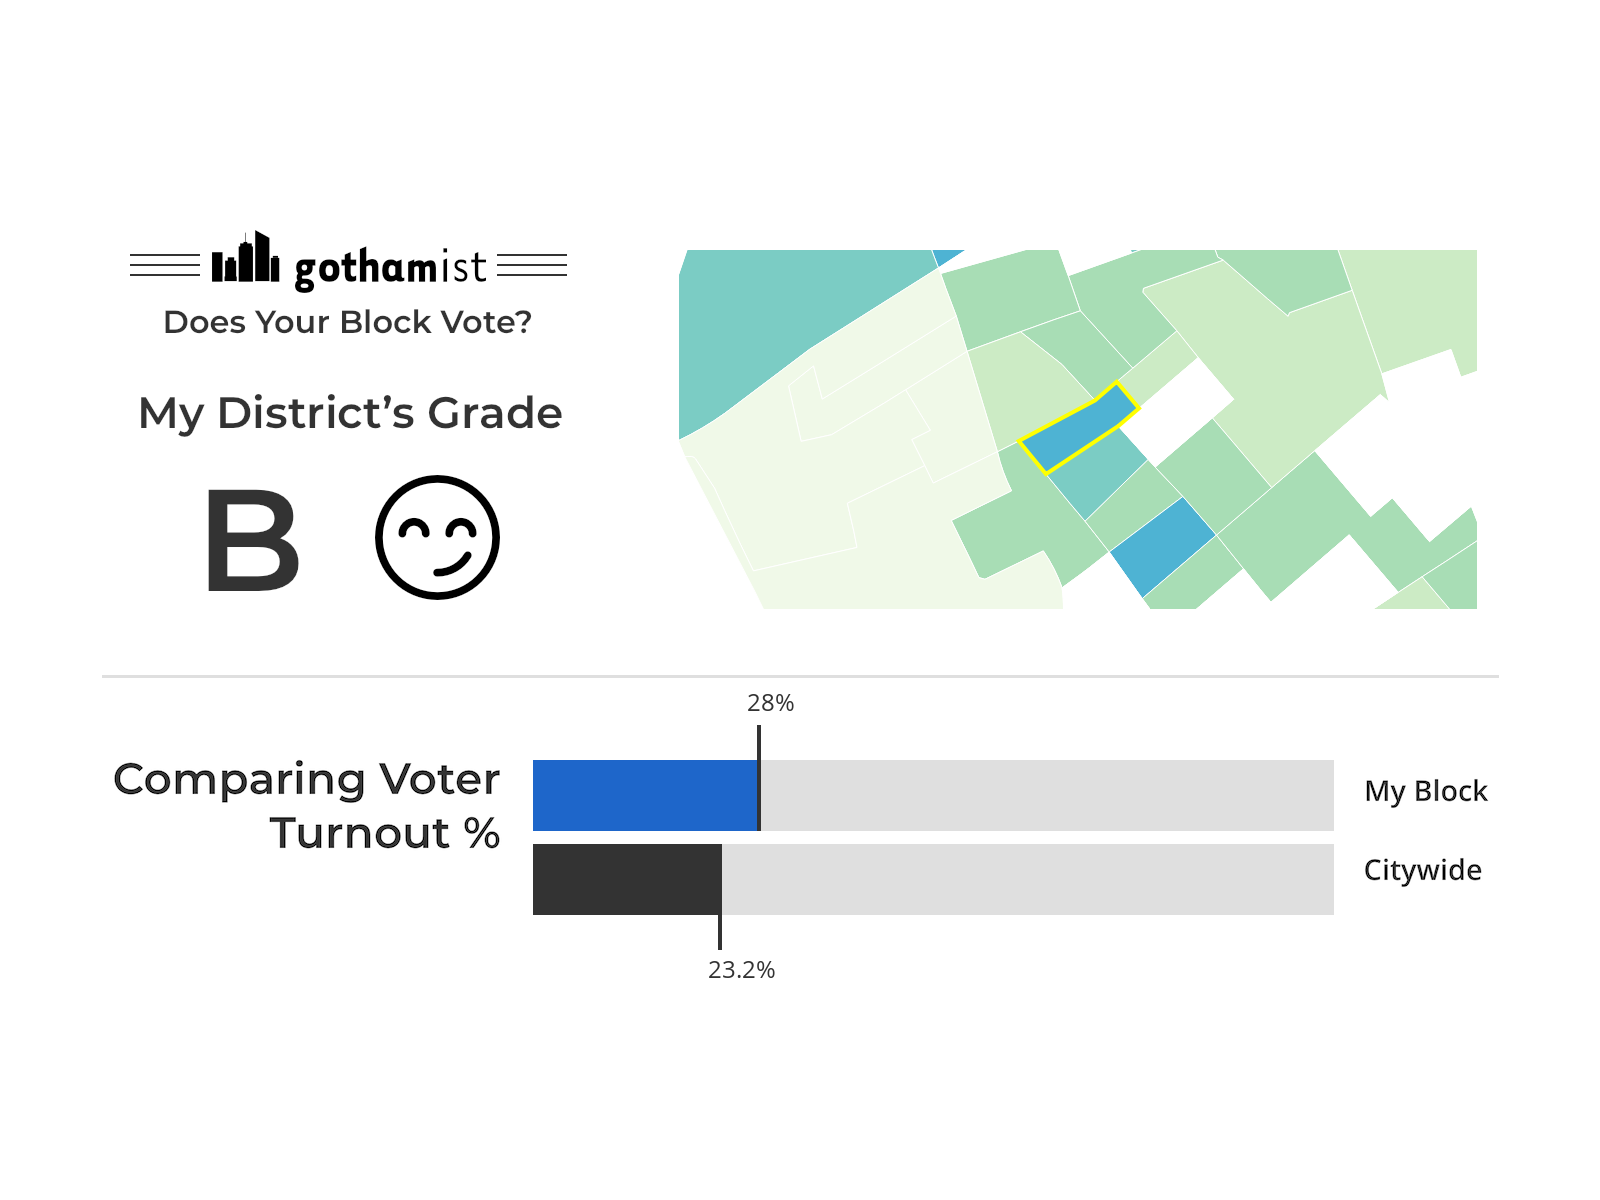 gothamist
Does Your Block Vote?
My District’s Grade
B
28%
Comparing Voter
Turnout %
My Block
Citywide
23.2%